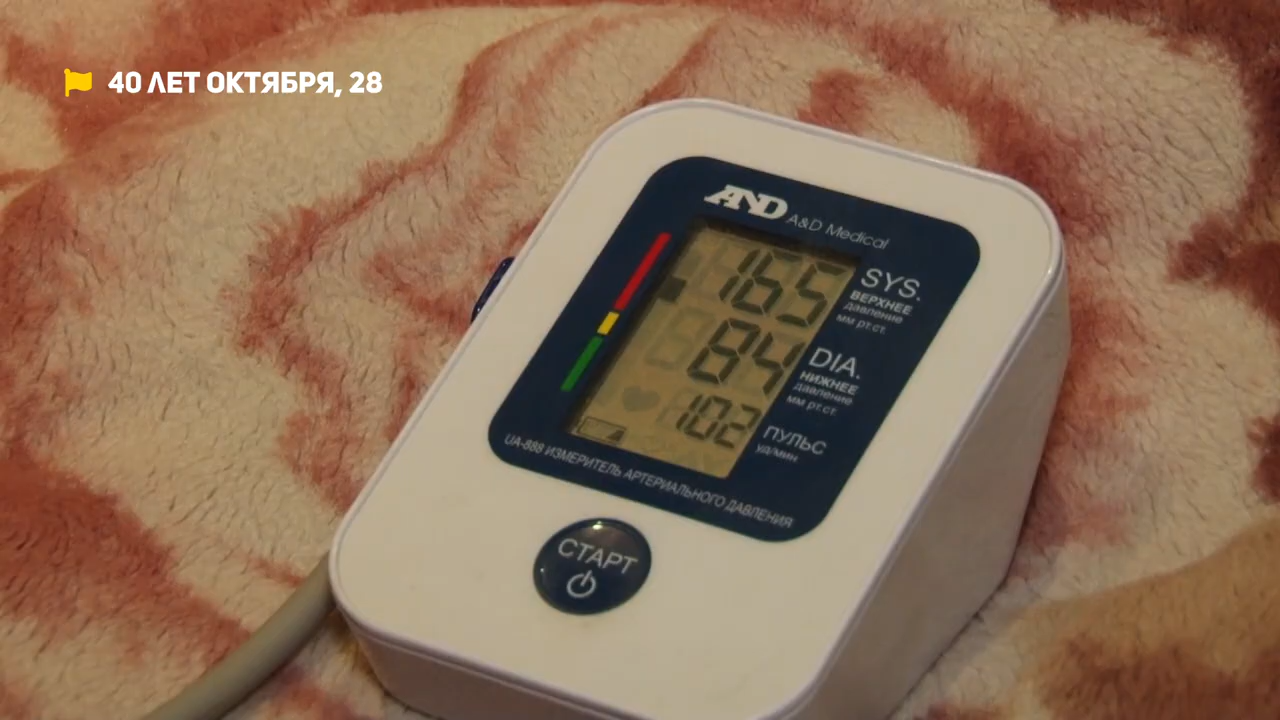 40 ЛЕТ ОКТЯБРЯ, 28
AND A&D Medical
165
SYS.
ВЕРХНЕЕ
давление
мм рт.ст.
84
DIA.
НИЖНЕЕ
давление
мм рт.ст.
102
ПУЛЬС
уд/мин
UA-888 ИЗМЕРИТЕЛЬ АРТЕРИАЛЬНОГО ДАВЛЕНИЯ
СТАРТ